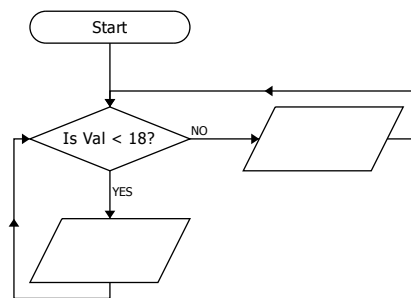 Start
Is Val < 18?
NO
YES